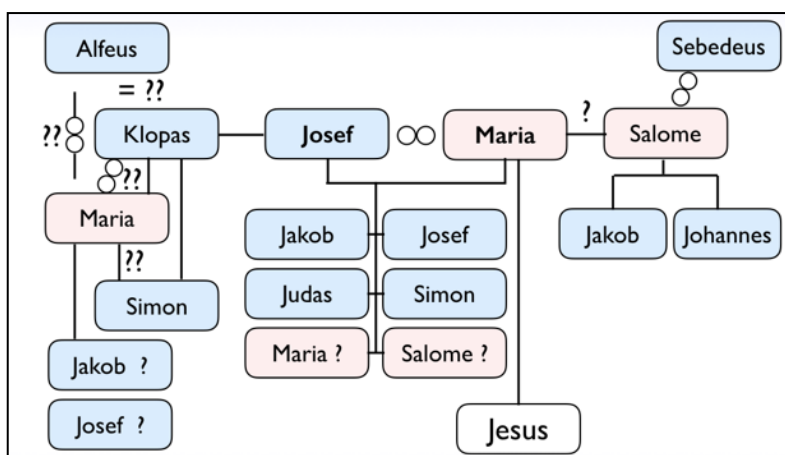 Alfeus
Sebedeus
= ??
??
Klopas
Josef
Maria
?
Salome
??
Maria
Jakob
Josef
Jakob
Johannes
??
Simon
Judas
Simon
Jakob ?
Maria ?
Salome ?
Josef ?
Jesus